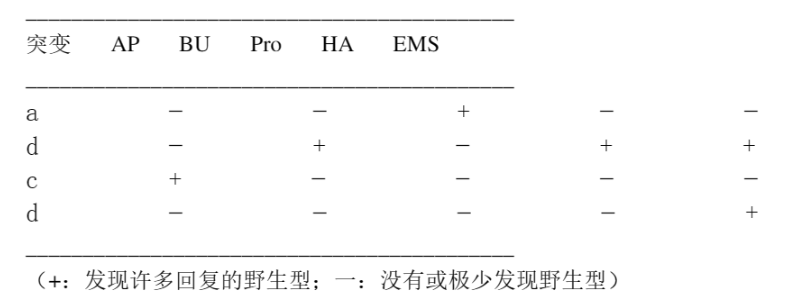 突变 AP BU Pro HA EMS
a － － ＋ － －
d － ＋ － ＋ ＋
c ＋ － － － －
d － － － － ＋
（+：发现许多回复的野生型；一：没有或极少发现野生型）